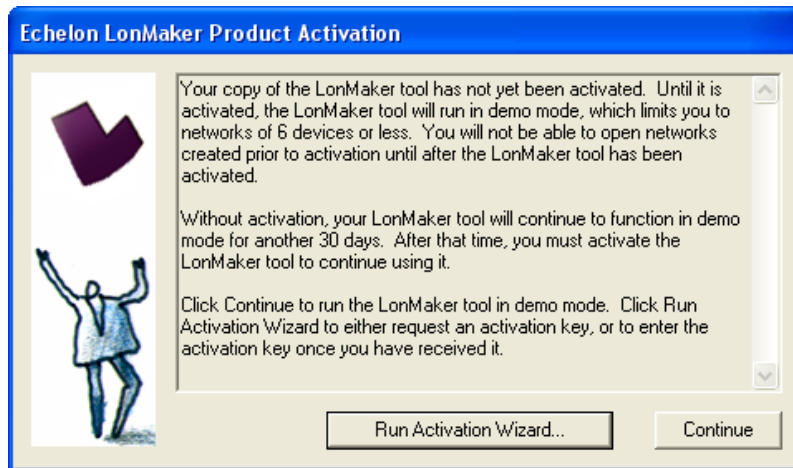 Echelon LonMaker Product Activation
Your copy of the LonMaker tool has not yet been activated.  Until it is
activated, the LonMaker tool will run in demo mode, which limits you to
networks of 6 devices or less.  You will not be able to open networks
created prior to activation until after the LonMaker tool has been
activated.
Without activation, your LonMaker tool will continue to function in demo
mode for another 30 days.  After that time, you must activate the
LonMaker tool to continue using it.
Click Continue to run the LonMaker tool in demo mode.  Click Run
Activation Wizard to either request an activation key, or to enter the
activation key once you have received it.
Run Activation Wizard...
Continue